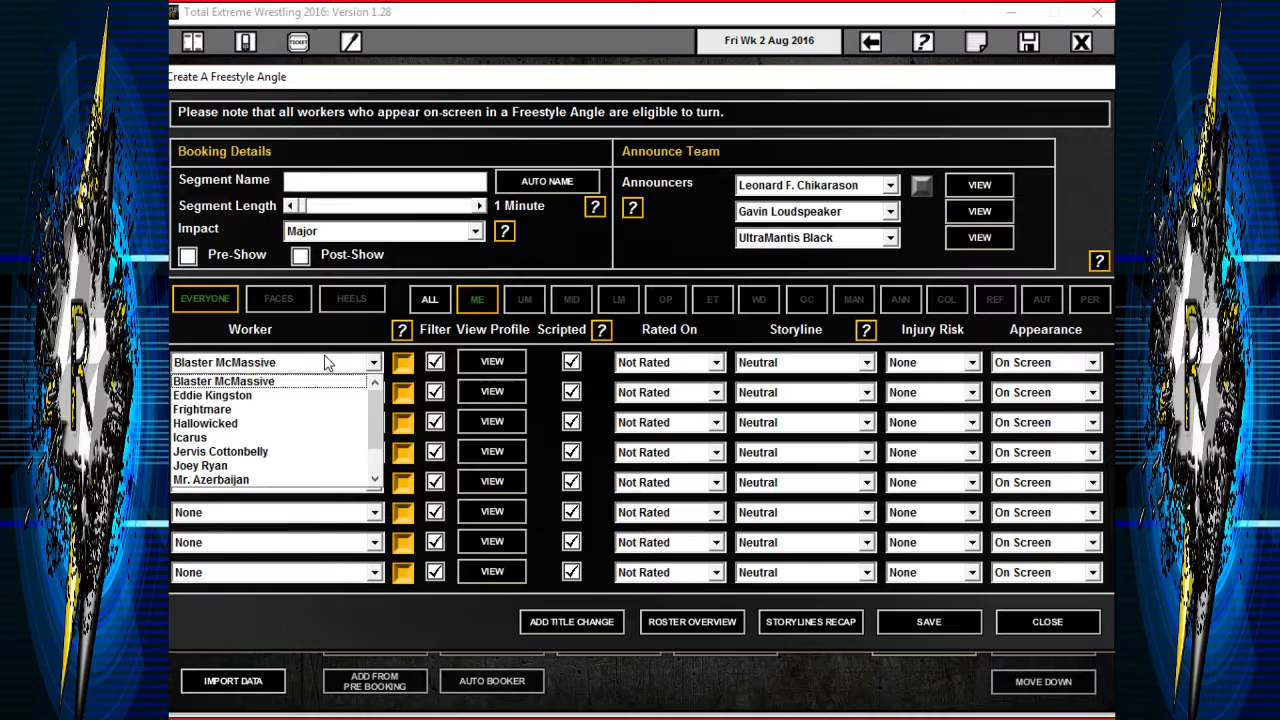 Total Extreme Wrestling 2016: Version 1.28
TICKET
Fri Wk 2 Aug 2016
?
Create A Freestyle Angle
Please note that all workers who appear on-screen in a Freestyle Angle are eligible to turn.
Booking Details
Announce Team
Segment Name
AUTO NAME
Announcers
Leonard F. Chikarason
VIEW
Segment Length
1 Minute
?
?
Gavin Loudspeaker
VIEW
Impact
Major
?
UltraMantis Black
VIEW
Pre-Show
Post-Show
?
EVERYONE
FACES
HEELS
ALL
ME
UM
MID
LM
OP
ET
WD
OC
MAN
ANN
COL
REF
AUT
PER
Worker
?
Filter
View Profile
Scripted
?
Rated On
Storyline
?
Injury Risk
Appearance
Blaster McMassive
VIEW
Not Rated
Neutral
None
On Screen
Blaster McMassive
Eddie Kingston
VIEW
Not Rated
Neutral
None
On Screen
Frightmare
Hallowicked
VIEW
Not Rated
Neutral
None
On Screen
Icarus
Jervis Cottonbelly
VIEW
Not Rated
Neutral
None
On Screen
Joey Ryan
Mr. Azerbaijan
VIEW
Not Rated
Neutral
None
On Screen
None
VIEW
Not Rated
Neutral
None
On Screen
None
VIEW
Not Rated
Neutral
None
On Screen
None
VIEW
Not Rated
Neutral
None
On Screen
ADD TITLE CHANGE
ROSTER OVERVIEW
STORYLINES RECAP
SAVE
CLOSE
IMPORT DATA
ADD FROM
PRE BOOKING
AUTO BOOKER
MOVE DOWN
R
R